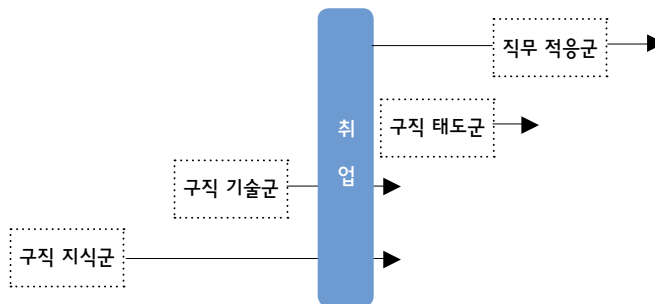 직무 적응군
구직 태도군
취
업
구직 기술군
구직 지식군